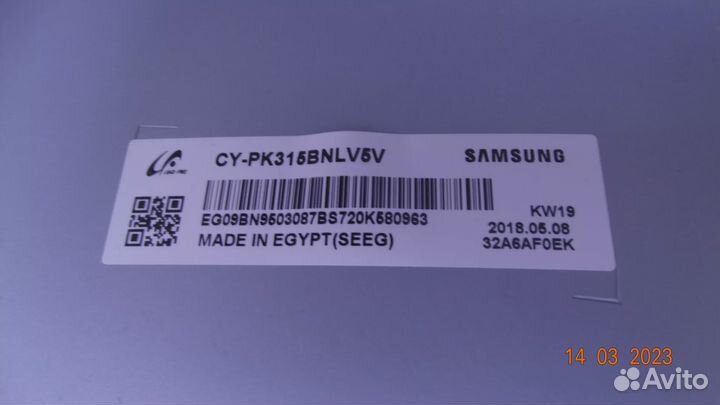 CY-PK315BNLV5V SAMSUNG
EG09BN9503087BS720K580963
KW19
2018.05.08
MADE IN EGYPT(SEEG)
32A6AF0EK
14 03 2023
Avito